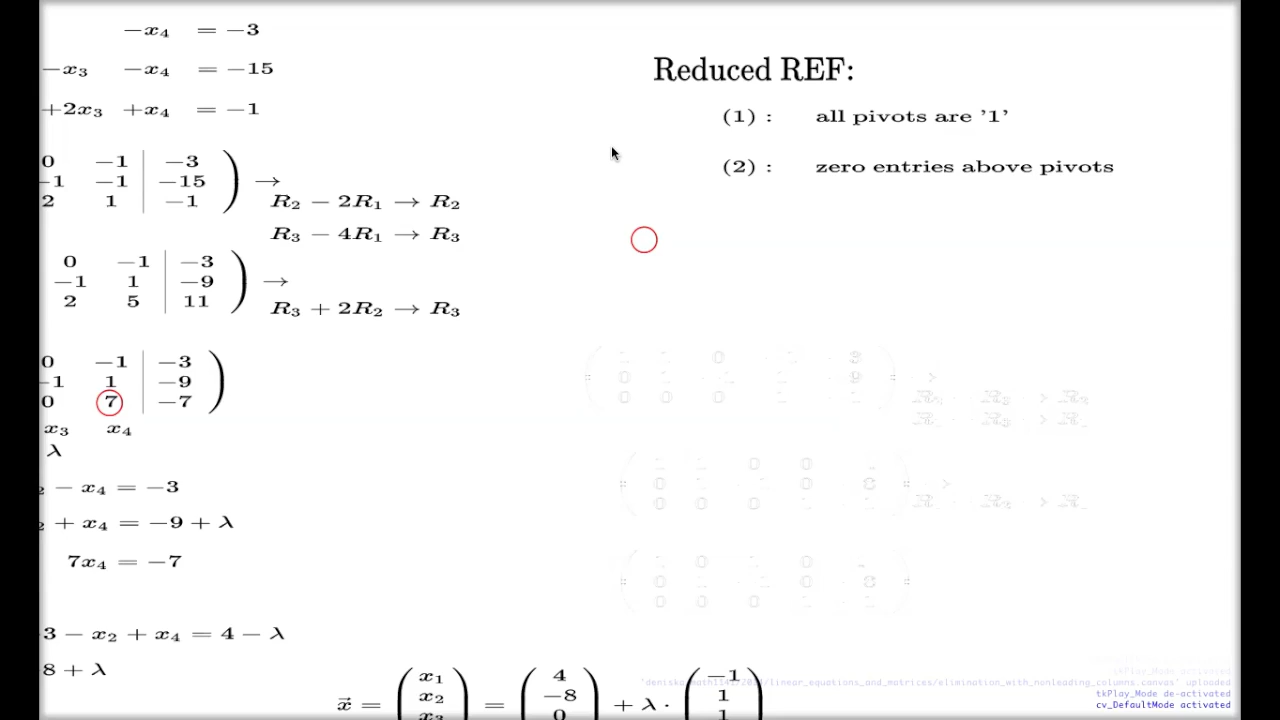 −x₄ = −3
−x₃ −x₄ = −15
+2x₃ +x₄ = −1
0 −1 | −3
−1 −1 | −15 →
2 1 | −1
R₂ − 2R₁ → R₂
R₃ − 4R₁ → R₃
0 −1 | −3
−1 1 | −9 →
2 5 | 11
R₃ + 2R₂ → R₃
0 −1 | −3
−1 1 | −9
0 7 | −7
x₃ x₄
λ
₂ − x₄ = −3
₂ + x₄ = −9 + λ
7x₄ = −7
3 − x₂ + x₄ = 4 − λ
8 + λ
x⃗ = ( x₁ x₂ x₃ ) = ( 4 −8 0 ) + λ · ( −1 1 1 )
Reduced REF:
(1) : all pivots are '1'
(2) : zero entries above pivots
tkPlay_Mode activated
tkPlay_Mode de-activated
cv_DefaultMode activated